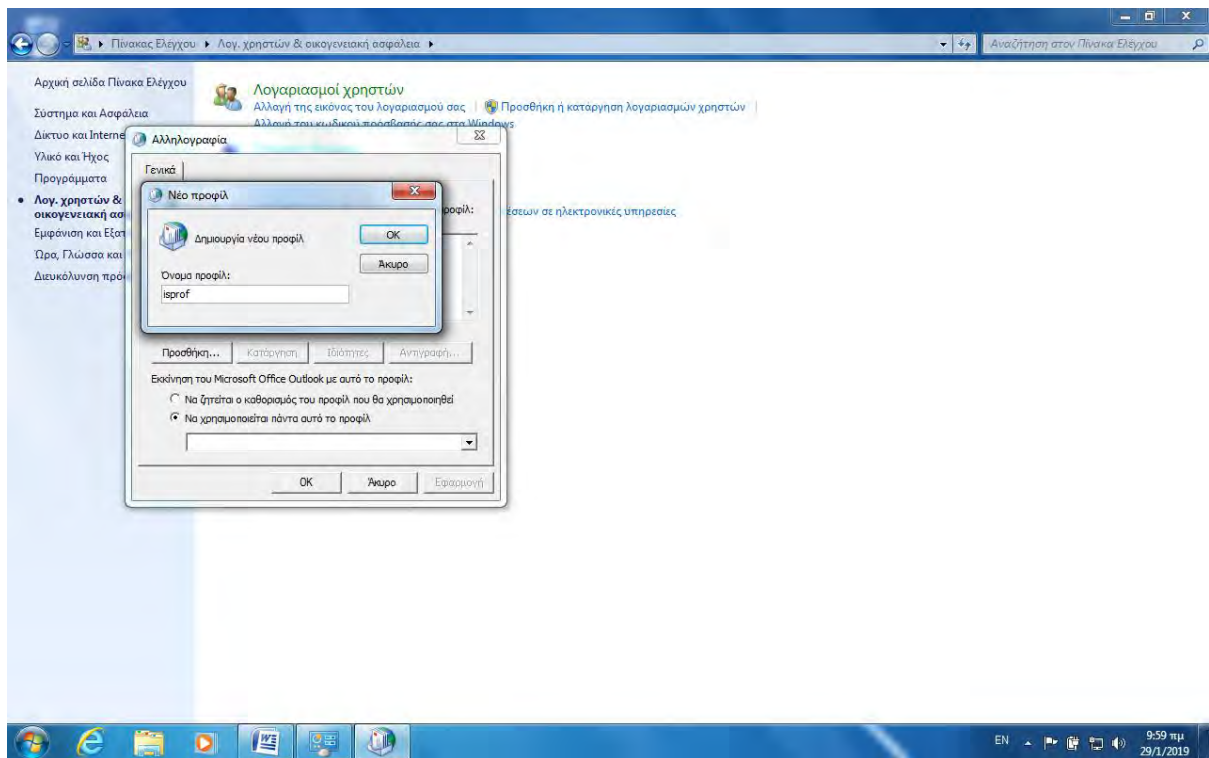 Πίνακας Ελέγχου ▸ Λογ. χρηστών & οικογενειακή ασφάλεια ▸
Αναζήτηση στον Πίνακα Ελέγχου
Αρχική σελίδα Πίνακα Ελέγχου
Σύστημα και Ασφάλεια
Δίκτυο και Interne
Υλικό και Ήχος
Προγράμματα
Λογ. χρηστών &
οικογενειακή ασ
Εμφάνιση και Εξατ
Ώρα, Γλώσσα και
Διευκόλυνση πρό
Λογαριασμοί χρηστών
Αλλαγή της εικόνας του λογαριασμού σας | Προσθήκη ή κατάργηση λογαριασμών χρηστών |
Αλλαγή του κωδικού πρόσβασής σας στα Windows
έσεων σε ηλεκτρονικές υπηρεσίες
Αλληλογραφία
Γενικά
ροφίλ:
Νέο προφίλ
Δημιουργία νέου προφίλ
OK
Άκυρο
Όνομα προφίλ:
isprof
Προσθήκη... Κατάργηση Ιδιότητες Αντιγραφή...
Εκκίνηση του Microsoft Office Outlook με αυτό το προφίλ:
Να ζητείται ο καθορισμός του προφίλ που θα χρησιμοποιηθεί
Να χρησιμοποιείται πάντα αυτό το προφίλ
OK Άκυρο Εφαρμογή
EN
9:59 πμ
29/1/2019